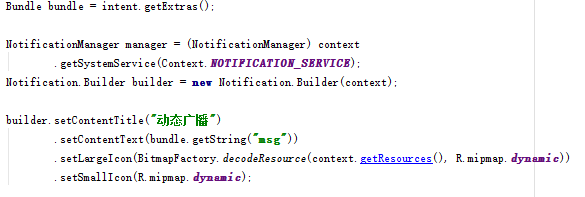 Bundle bundle = intent.getExtras();
NotificationManager manager = (NotificationManager) context
.getSystemService(Context.NOTIFICATION_SERVICE);
Notification.Builder builder = new Notification.Builder(context);
builder.setContentTitle("动态广播")
.setContentText(bundle.getString("msg"))
.setLargeIcon(BitmapFactory.decodeResource(context.getResources(), R.mipmap.dynamic))
.setSmallIcon(R.mipmap.dynamic);